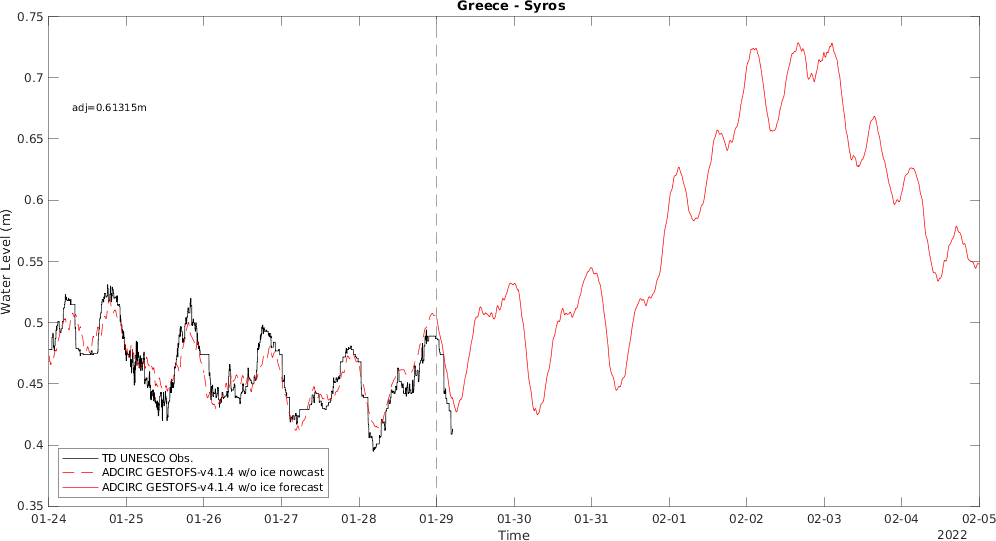 Greece - Syros
0.75
0.7
0.65
0.6
0.55
0.5
0.45
0.4
0.35
Water Level (m)
adj=0.61315m
TD UNESCO Obs.
ADCIRC GESTOFS-v4.1.4 w/o ice nowcast
ADCIRC GESTOFS-v4.1.4 w/o ice forecast
01-24 01-25 01-26 01-27 01-28 01-29 01-30 01-31 02-01 02-02 02-03 02-04 02-05
Time
2022